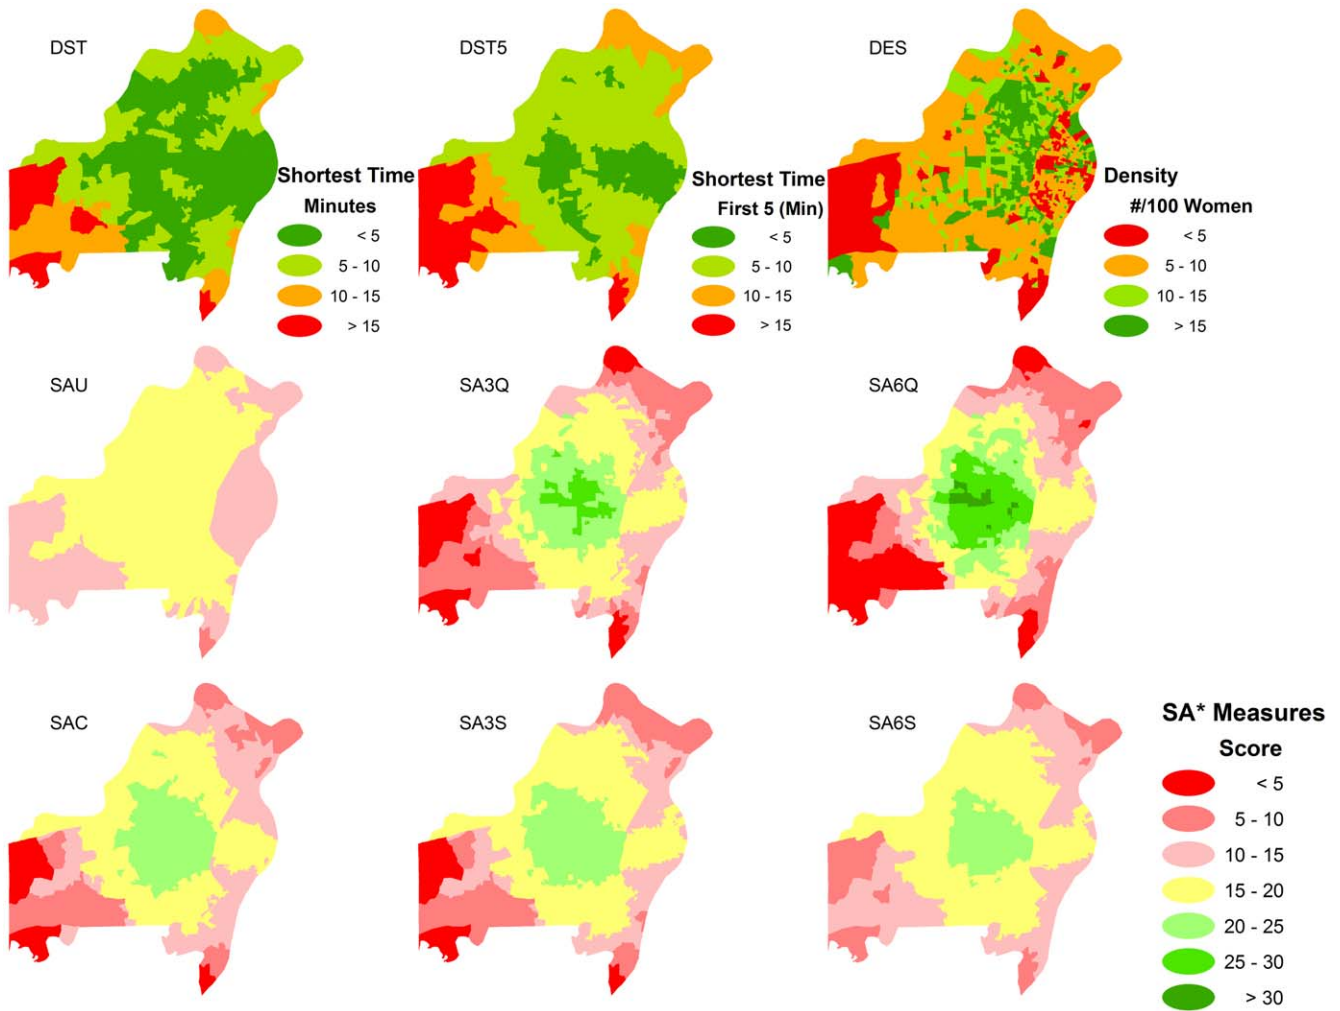 DST
Shortest Time
Minutes
< 5
5 - 10
10 - 15
> 15
DST5
Shortest Time
First 5 (Min)
< 5
5 - 10
10 - 15
> 15
DES
Density
#/100 Women
< 5
5 - 10
10 - 15
> 15
SAU
SA3Q
SA6Q
SAC
SA3S
SA6S
SA* Measures
Score
< 5
5 - 10
10 - 15
15 - 20
20 - 25
25 - 30
> 30